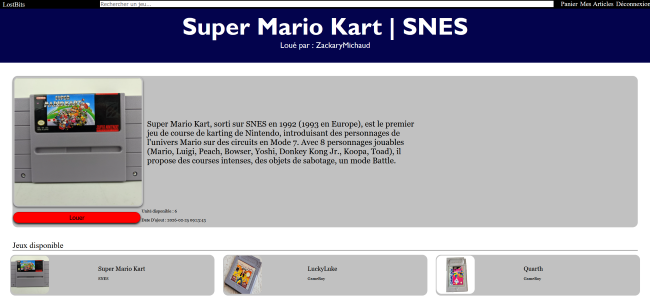 LostBits
Rechercher un jeu...
Panier Mes Articles Déconnexion
Super Mario Kart | SNES
Loué par : ZackaryMichaud
Super Mario Kart, sorti sur SNES en 1992 (1993 en Europe), est le premier
jeu de course de karting de Nintendo, introduisant des personnages de
l'univers Mario sur des circuits en Mode 7. Avec 8 personnages jouables
(Mario, Luigi, Peach, Bowser, Yoshi, Donkey Kong Jr., Koopa, Toad), il
propose des courses intenses, des objets de sabotage, un mode Battle.
Louer
Unité disponible :
Date D'ajout :
Jeux disponible
Super Mario Kart
SNES
LuckyLuke
GameBoy
Quarth
GameBoy